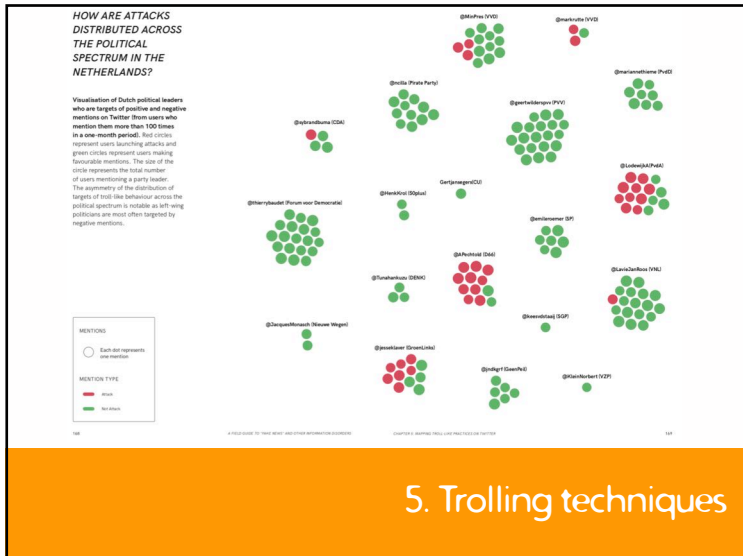 HOW ARE ATTACKS
DISTRIBUTED ACROSS
THE POLITICAL
SPECTRUM IN THE
NETHERLANDS?
Visualisation of Dutch political leaders
who are targets of positive and negative
mentions on Twitter (from users who
mention them more than 100 times
in a one-month period). Red circles
represent users launching attacks and
green circles represent users making
favourable mentions. The size of the
circle represents the total number
of users mentioning a party leader.
The asymmetry of the distribution of
targets of troll-like behaviour across the
political spectrum is notable as left-wing
politicians are most often targeted by
negative mentions.
MENTIONS
Each dot represents
one mention
MENTION TYPE
Attack
Not Attack
@MinPres (VVD)
@markrutte (VVD)
@mariannethieme (PvdD)
@ncilla (Pirate Party)
@geertwilderspvv (PVV)
@sybrandbuma (CDA)
@LodewijkA(PvdA)
Gertjansegers(CU)
@HenkKrol (50plus)
@thierrybaudet (Forum voor Democratie)
@emileroemer (SP)
@APechtold (D66)
@LavieJanRoos (VNL)
@Tunahankuzu (DENK)
@keesvdstaaij (SGP)
@JacquesMonasch (Nieuwe Wegen)
@jesseklaver (GroenLinks)
@jndkgrf (GeenPeil)
@KleinNorbert (VZP)
168
A FIELD GUIDE TO 'FAKE NEWS' AND OTHER INFORMATION DISORDERS
CHAPTER 5: MAPPING TROLL-LIKE PRACTICES ON TWITTER
169
5. Trolling techniques